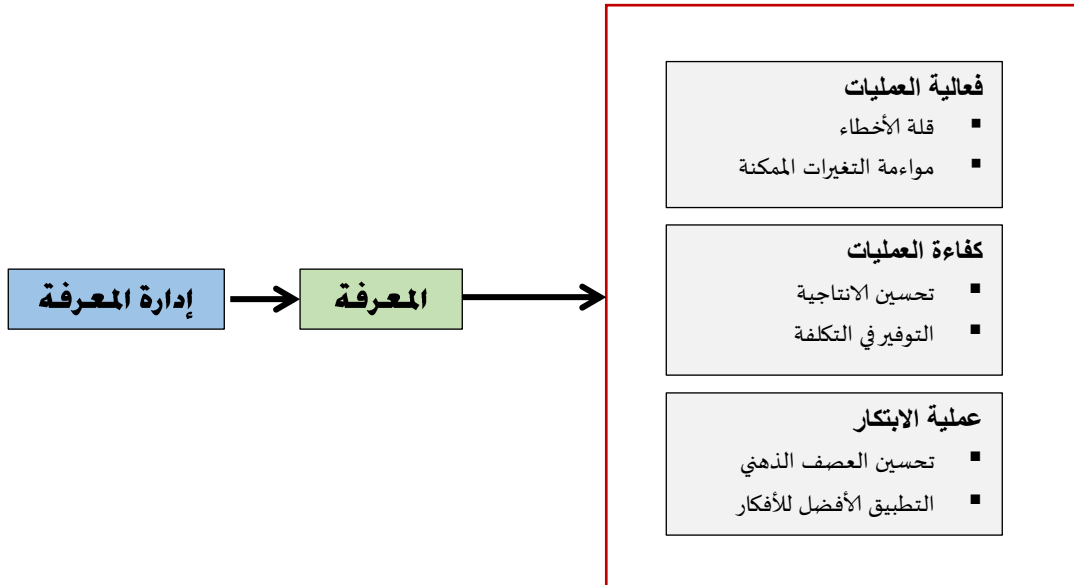 فعالية العمليات
قلة الأخطاء
مواءمة التغيرات الممكنة
كفاءة العمليات
تحسين الانتاجية
التوفير في التكلفة
عملية الابتكار
تحسين العصف الذهني
التطبيق الأفضل للأفكار
المعرفة
إدارة المعرفة